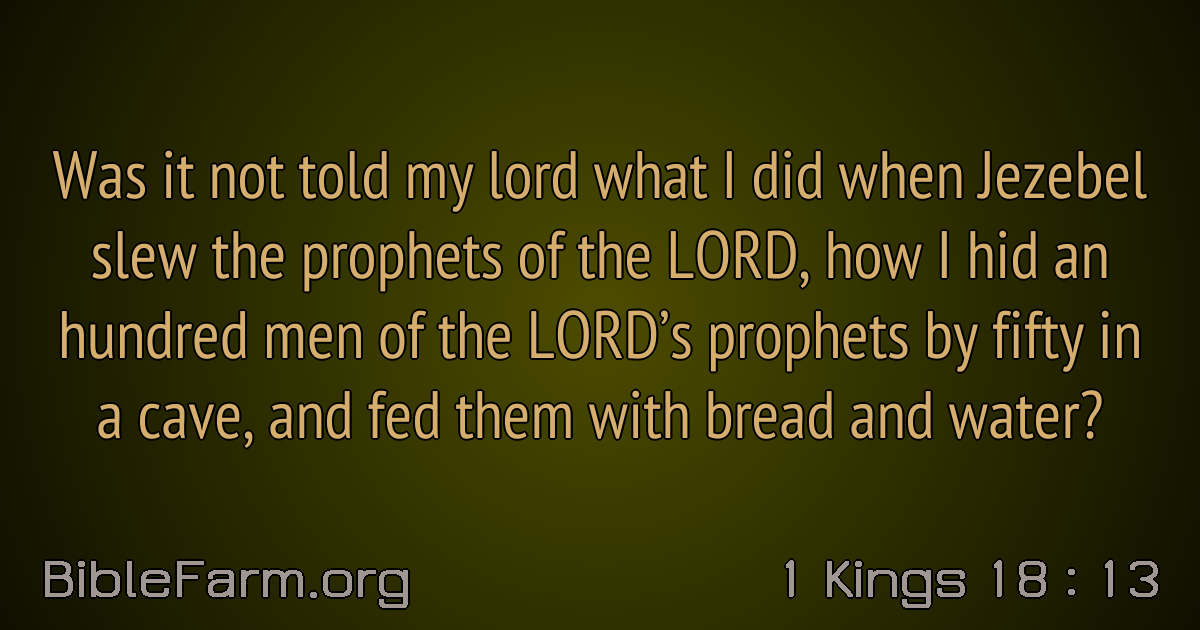 Was it not told my lord what I did when Jezebel
slew the prophets of the LORD, how I hid an
hundred men of the LORD’s prophets by fifty in
a cave, and fed them with bread and water?
BibleFarm.org
1 Kings 18 : 13